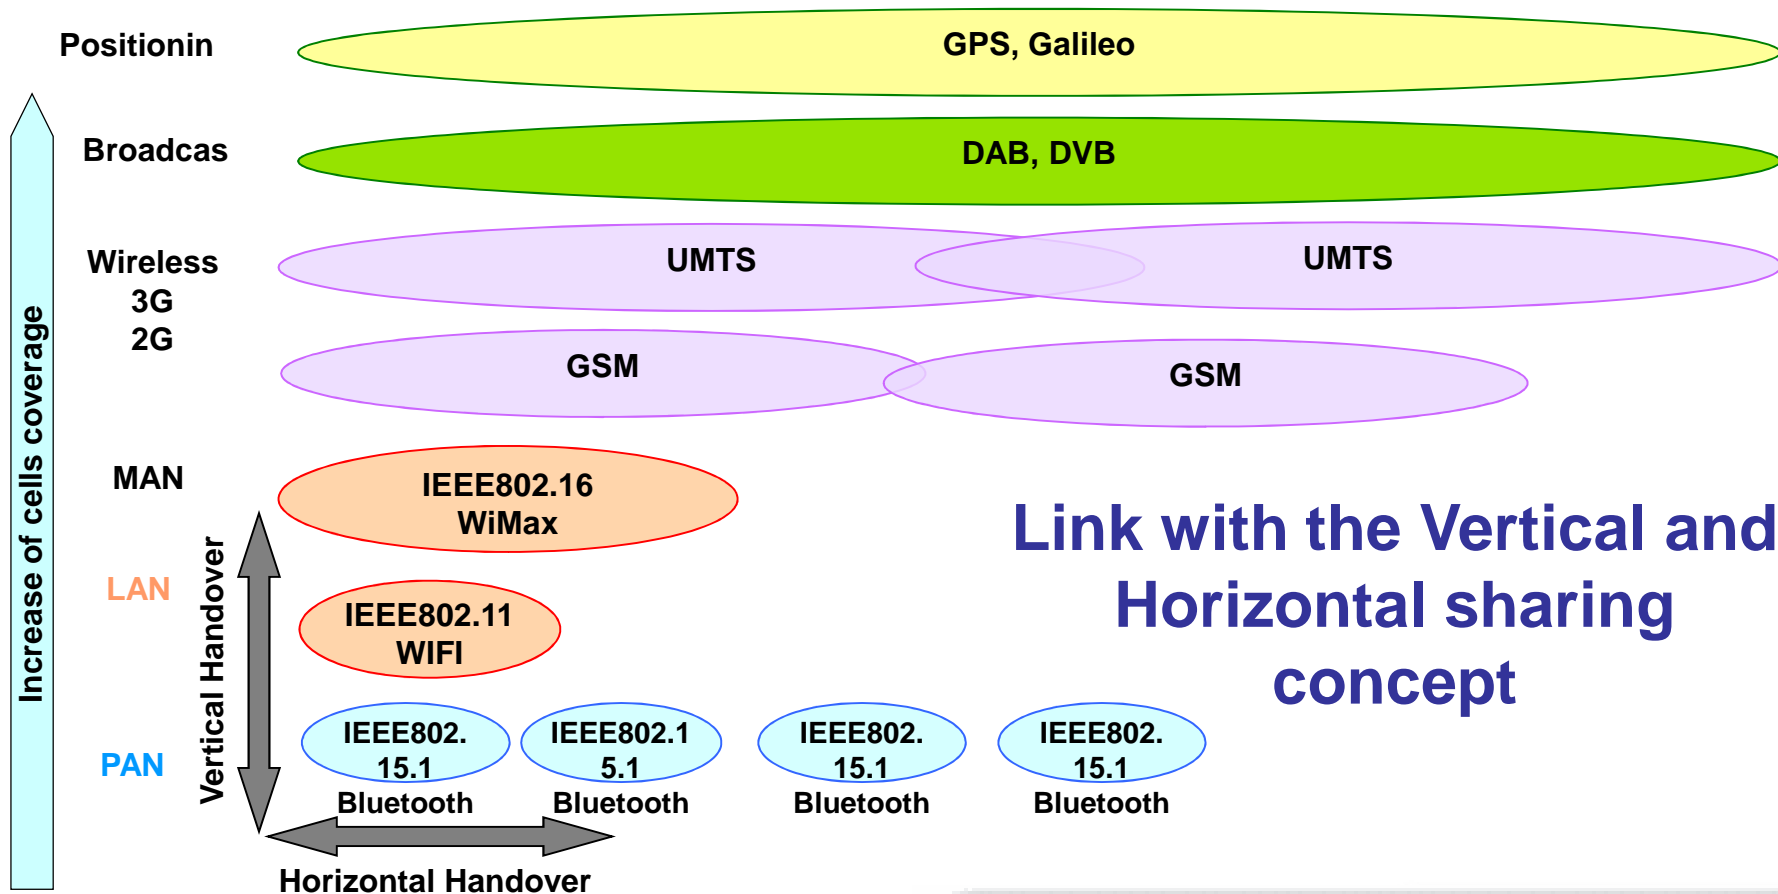 Positionin
GPS, Galileo
Broadcas
DAB, DVB
Wireless
3G
2G
UMTS
UMTS
GSM
GSM
Increase of cells coverage
MAN
IEEE802.16
WiMax
LAN
IEEE802.11
WIFI
Vertical Handover
Link with the Vertical and
Horizontal sharing
concept
PAN
IEEE802.
15.1
Bluetooth
IEEE802.1
5.1
Bluetooth
IEEE802.
15.1
Bluetooth
IEEE802.
15.1
Bluetooth
Horizontal Handover